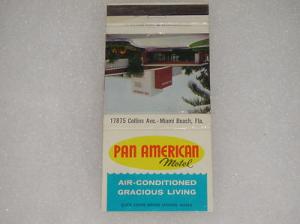 17875 Collins Ave. - Miami Beach, Fla.
PAN AMERICAN
Motel
AIR-CONDITIONED
GRACIOUS LIVING